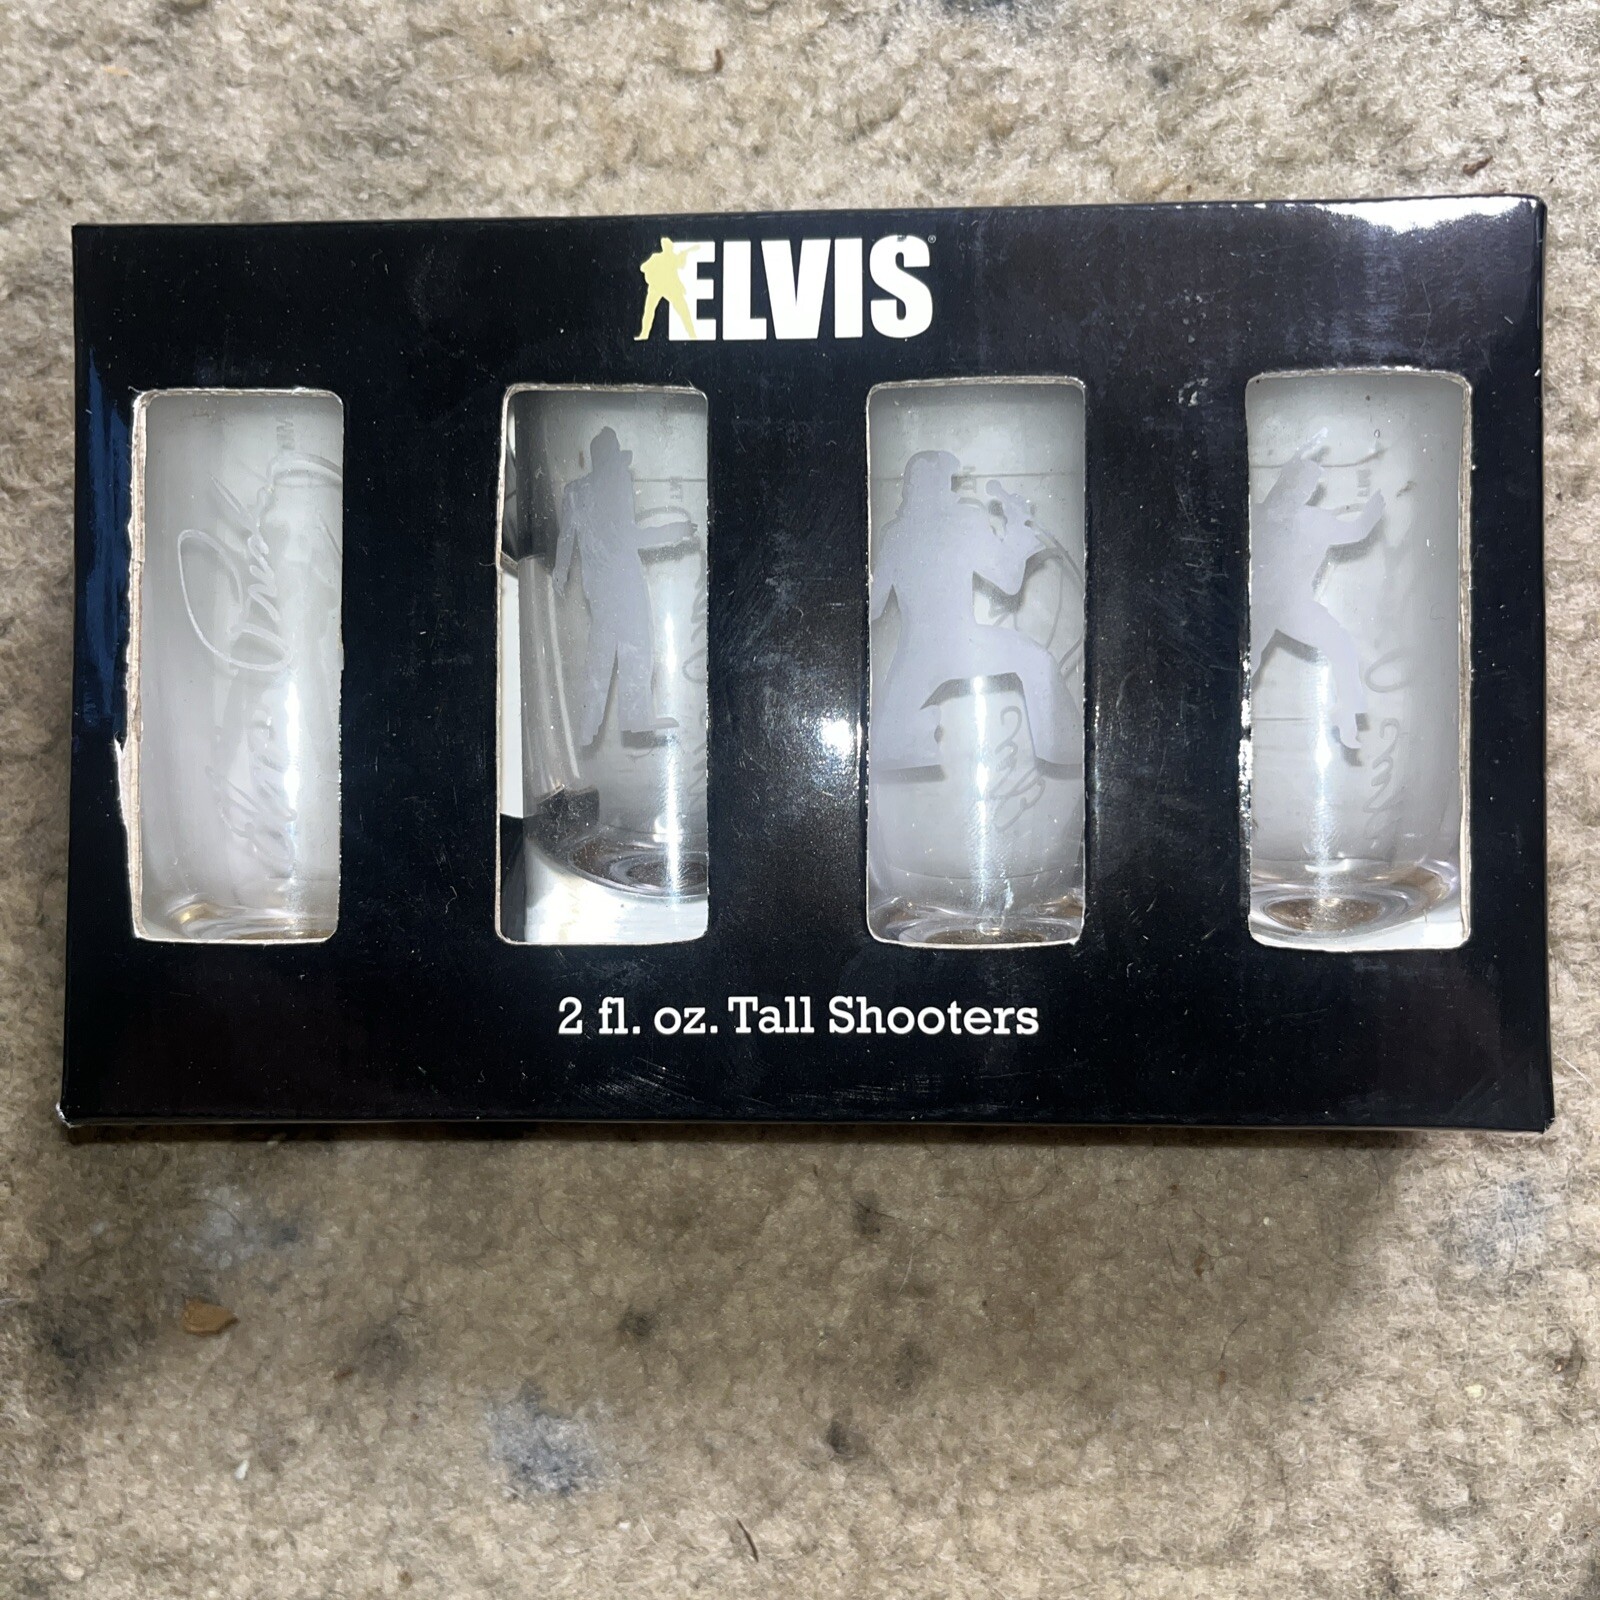 ELVIS®
2 fl. oz. Tall Shooters